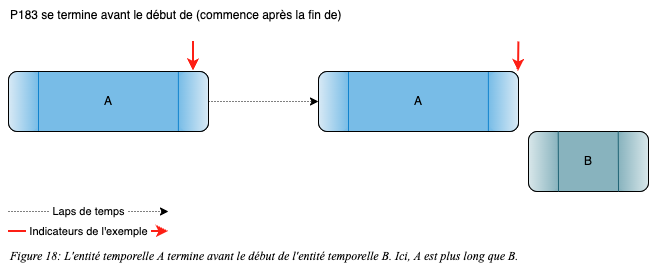 P183 se termine avant le début de (commence après la fin de)
A
A
B
Laps de temps
Indicateurs de l'exemple
Figure 18: L'entité temporelle A termine avant le début de l'entité temporelle B. Ici, A est plus long que B.